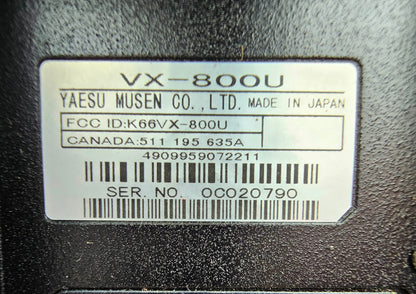 VX-800U
YAESU MUSEN CO.,LTD. MADE IN JAPAN
FCC ID:K66VX-800U
CANADA:511 195 635A
4909959072211
SER. NO. 0C020790